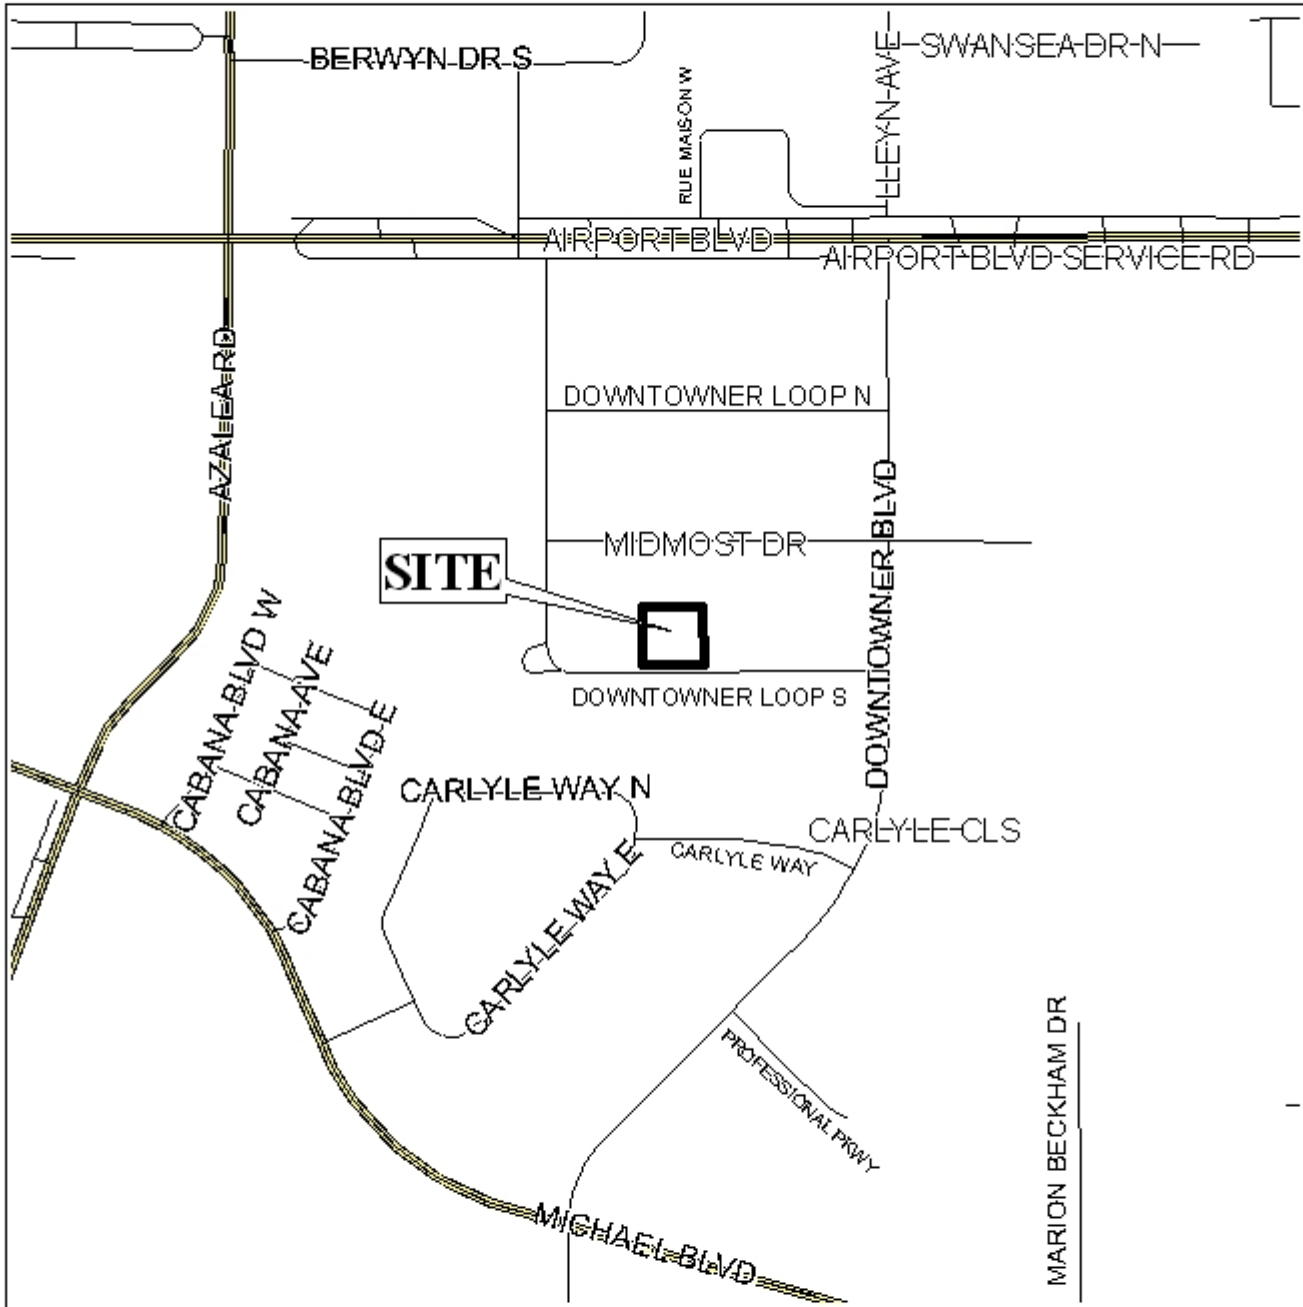 BERWYN DR S
SWANSEA DR N
LLEYN AVE
RUE MAISON W
AIRPORT BLVD
AIRPORT BLVD SERVICE RD
AZALEA RD
DOWNTOWNER LOOP N
DOWNTOWNER BLVD
MIDMOST DR
SITE
DOWNTOWNER LOOP S
CABANA BLVD W
CABANA AVE
CABANA BLVD E
CARLYLE WAY N
CARLYLE CLS
CARLYLE WAY
CARLYLE WAY E
PROFESSIONAL PKWY
MARION BECKHAM DR
MICHAEL BLVD